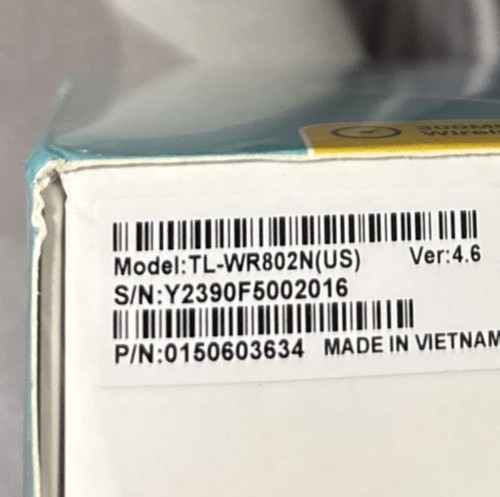 Model:TL-WR802N(US) Ver:4.6
S/N:Y2390F5002016
P/N:0150603634 MADE IN VIETNAM